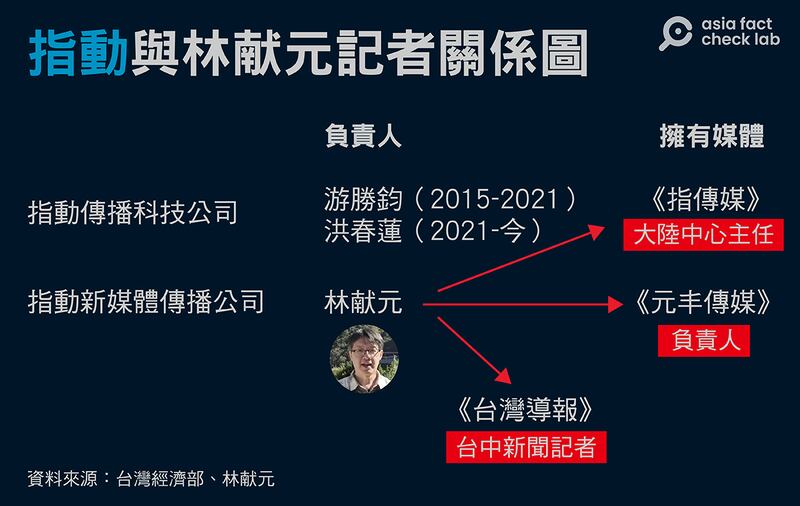 指動與林献元記者關係圖
asia fact
check lab
負責人
擁有媒體
指動傳播科技公司
游勝鈞（2015-2021）
洪春蓮（2021-今）
《指傳媒》
大陸中心主任
指動新媒體傳播公司
林献元
《元丰傳媒》
負責人
《台灣導報》
台中新聞記者
資料來源：台灣經濟部、林献元